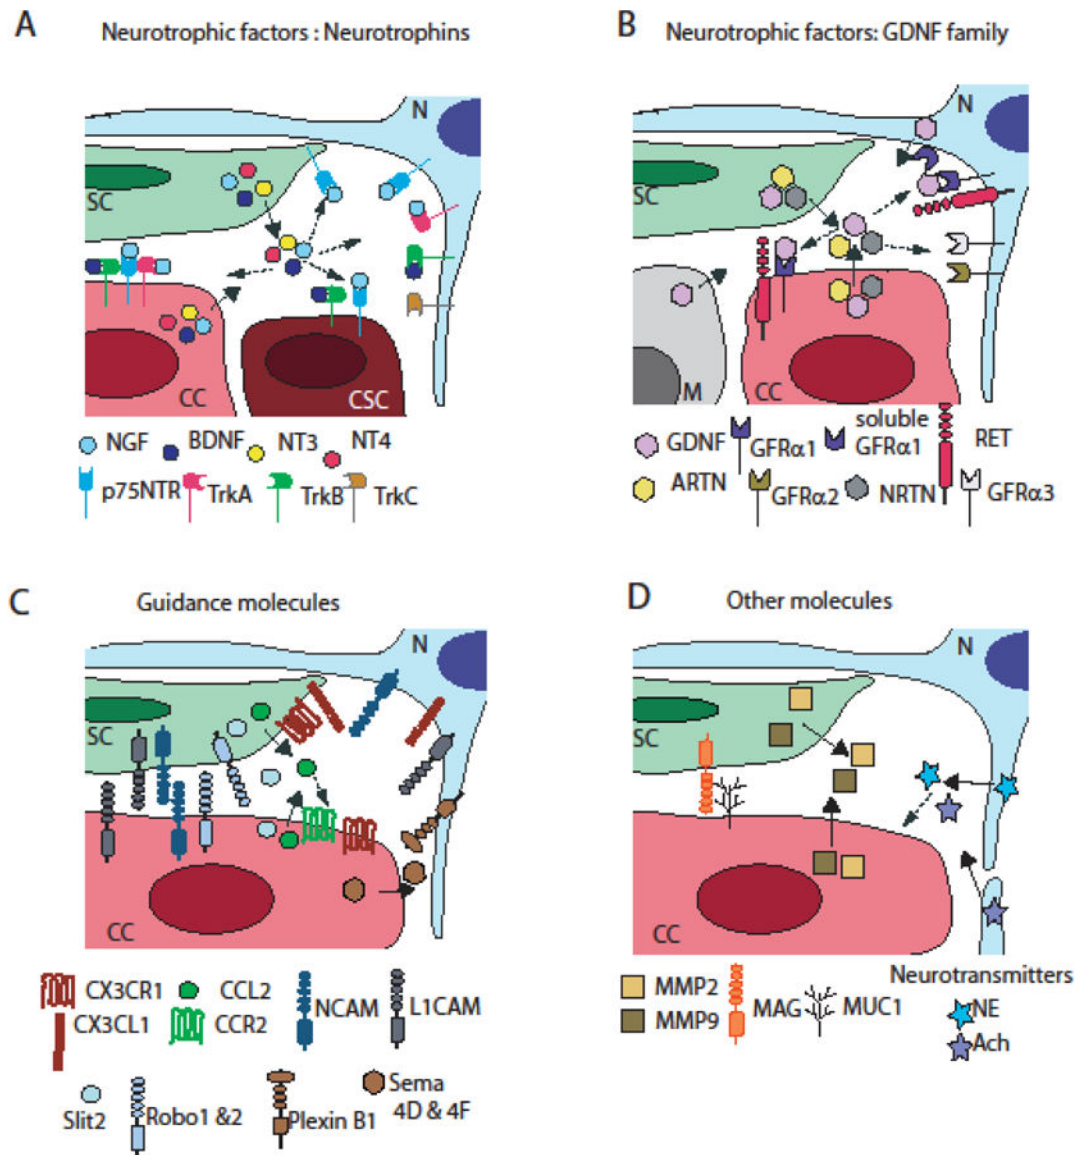 A
Neurotrophic factors : Neurotrophins
N
SC
CC
CSC
NGF
BDNF
NT3
NT4
p75NTR
TrkA
TrkB
TrkC
B
Neurotrophic factors: GDNF family
N
SC
M
CC
GDNF
GFRα1
soluble
GFRα1
RET
ARTN
GFRα2
NRTN
GFRα3
C
Guidance molecules
N
SC
CC
CX3CR1
CCL2
NCAM
L1CAM
CX3CL1
CCR2
Slit2
Robo1 &2
Plexin B1
Sema
4D & 4F
D
Other molecules
N
SC
CC
MMP2
MMP9
MAG
MUC1
Neurotransmitters
NE
Ach